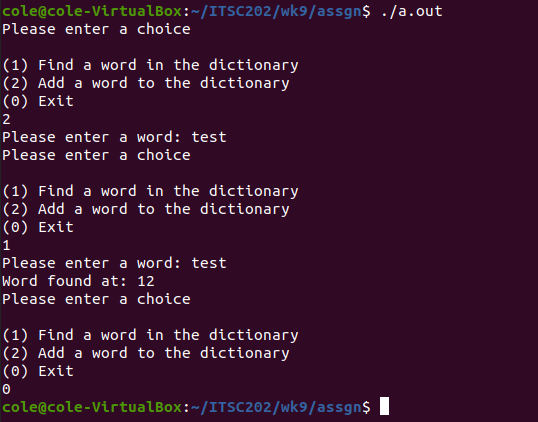 cole@cole-VirtualBox:~/ITSC202/wk9/assgn$ ./a.out
Please enter a choice
(1) Find a word in the dictionary
(2) Add a word to the dictionary
(0) Exit
2
Please enter a word: test
Please enter a choice
(1) Find a word in the dictionary
(2) Add a word to the dictionary
(0) Exit
1
Please enter a word: test
Word found at: 12
Please enter a choice
(1) Find a word in the dictionary
(2) Add a word to the dictionary
(0) Exit
0
cole@cole-VirtualBox:~/ITSC202/wk9/assgn$